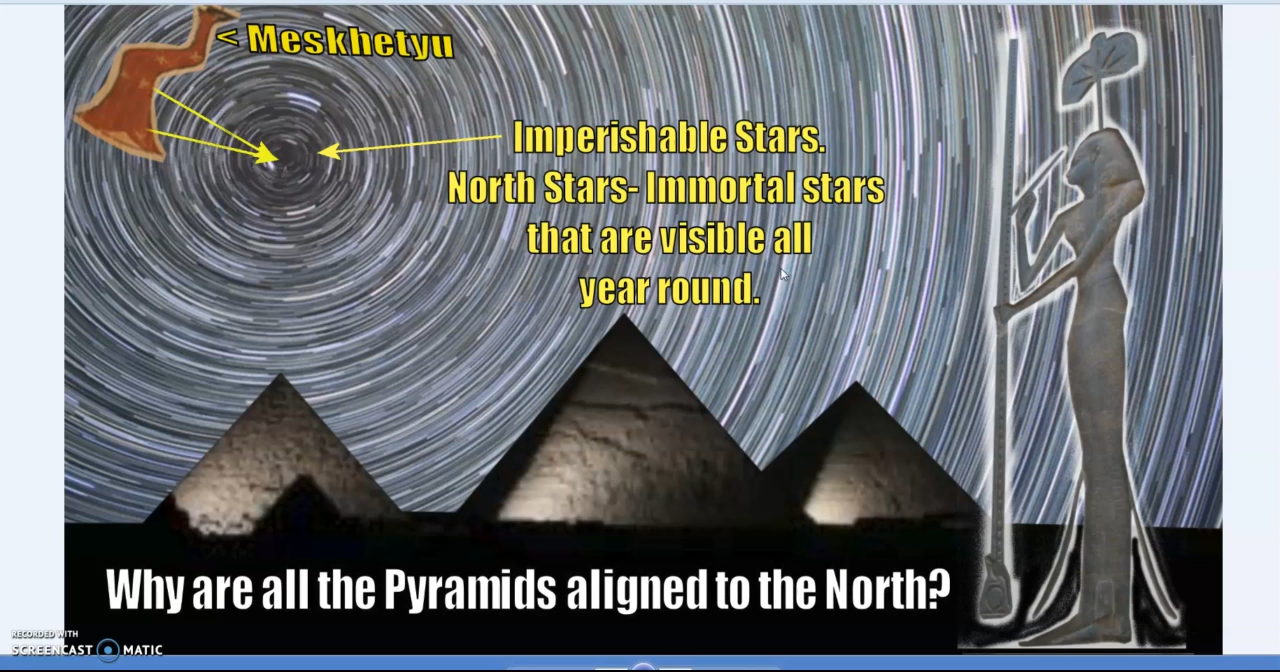 < Meskhetyu
Imperishable Stars.
North Stars- Immortal stars
that are visible all
year round.
Why are all the Pyramids aligned to the North?
RECORDED WITH
SCREENCAST MATIC